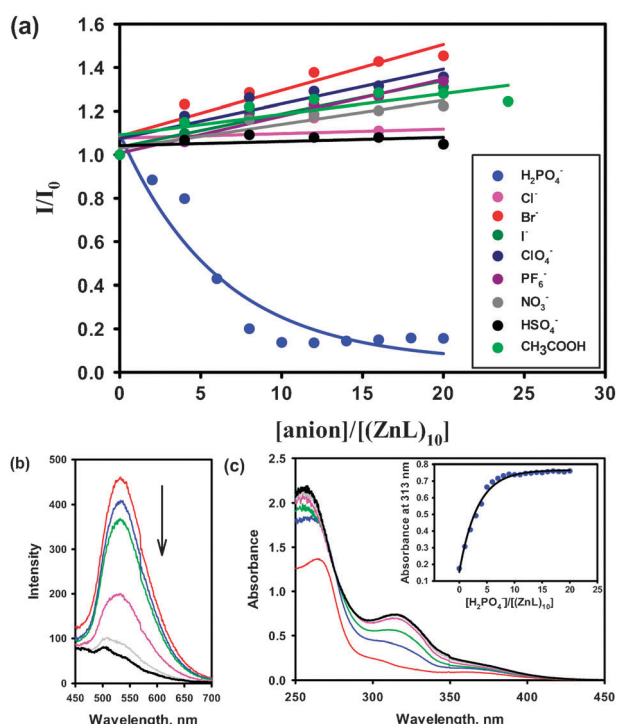 (a)
1.6
1.4
1.2
1.0
0.8
0.6
0.4
0.2
0.0
I/I₀
0 5 10 15 20 25 30
[anion]/[(ZnL)₁₀]
H₂PO₄⁻
Cl⁻
Br⁻
I⁻
ClO₄⁻
PF₆⁻
NO₃⁻
HSO₄⁻
CH₃COOH
(b)
500
400
300
200
100
0
Intensity
450 500 550 600 650 700
Wavelength, nm
(c)
2.5
2.0
1.5
1.0
0.5
0.0
Absorbance
250 300 350 400 450
Wavelength, nm
0.8
0.7
0.6
0.5
0.4
0.3
0.2
0.1
Absorbance at 313 nm
0 5 10 15 20 25
[H₂PO₄⁻]/[(ZnL)₁₀]